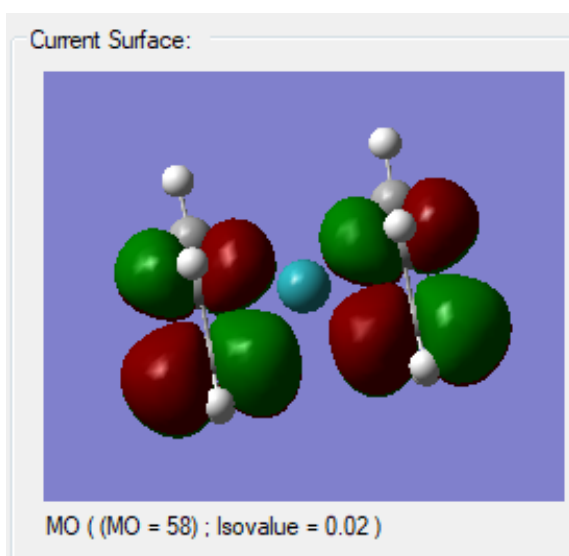 Current Surface:
MO ( (MO = 58) ; Isovalue = 0.02 )